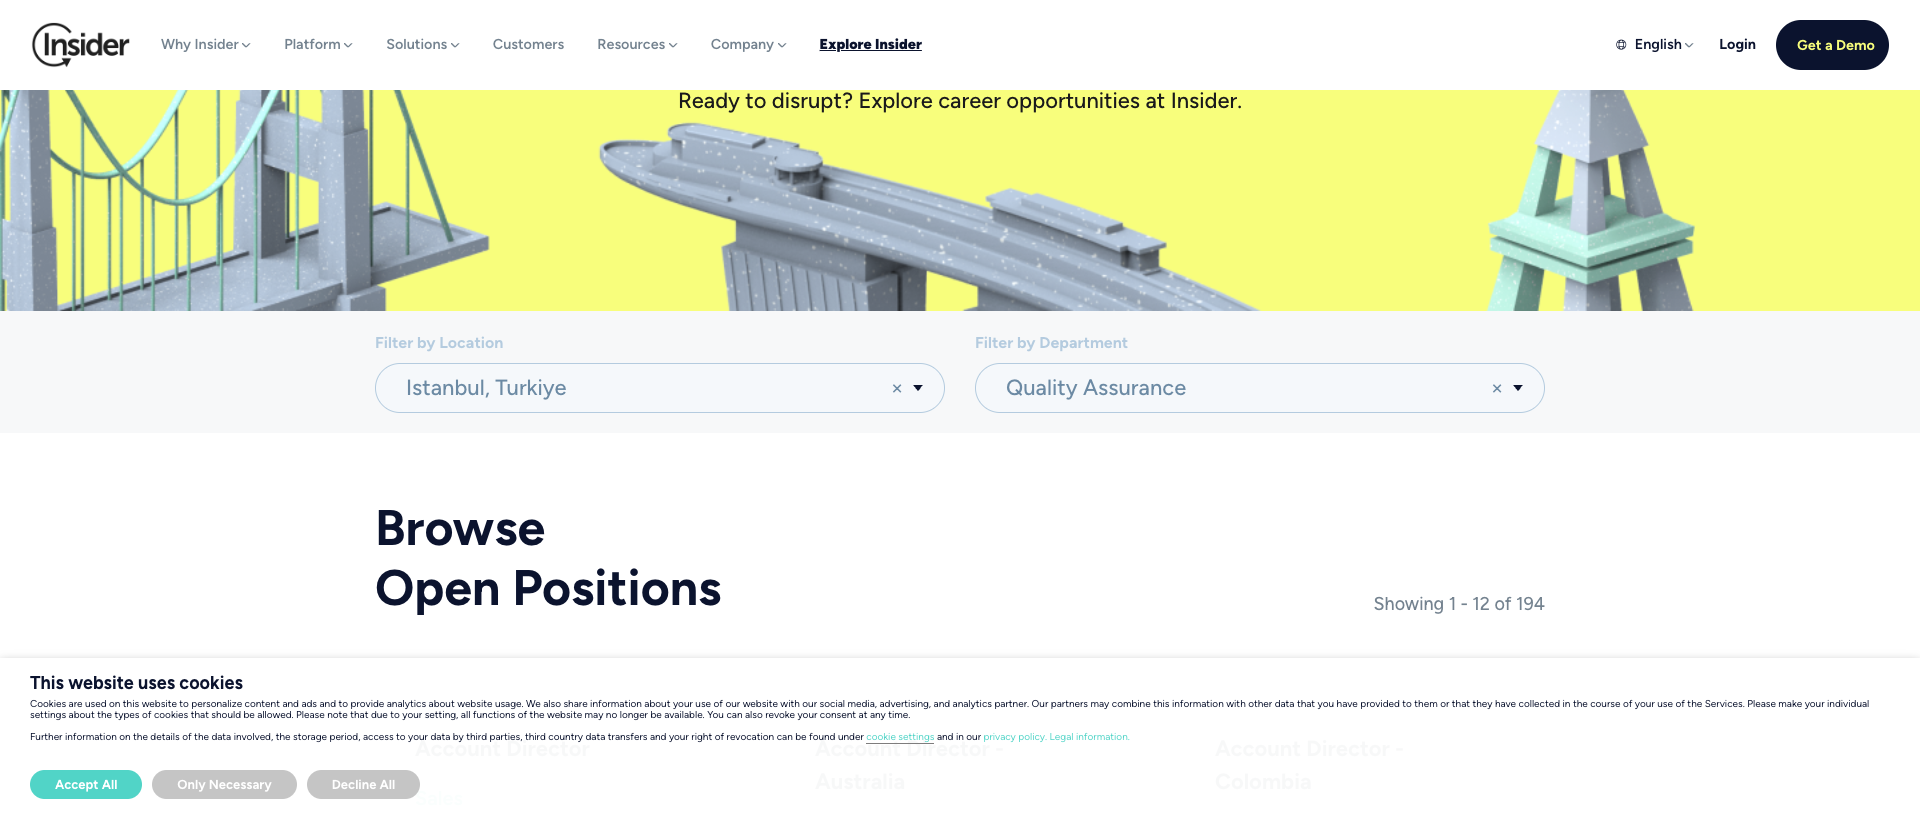 Insider
Why Insider
Platform
Solutions
Customers
Resources
Company
Explore Insider
English
Login
Get a Demo
Ready to disrupt? Explore career opportunities at Insider.
Filter by Location
Filter by Department
Istanbul, Turkiye
×
Quality Assurance
×
Browse
Open Positions
Showing 1 - 12 of 194
This website uses cookies
Cookies are used on this website to personalize content and ads and to provide analytics about website usage. We also share information about your use of our website with our social media, advertising, and analytics partner. Our partners may combine this information with other data that you have provided to them or that they have collected in the course of your use of the Services. Please make your individual
settings about the types of cookies that should be allowed. Please note that due to your setting, all functions of the website may no longer be available. You can also revoke your consent at any time.
Further information on the details of the data involved, the storage period, access to your data by third parties, third country data transfers and your right of revocation can be found under cookie settings and in our privacy policy. Legal information.
Account Director
Account Director -
Australia
Account Director -
Colombia
Accept All
Only Necessary
Decline All